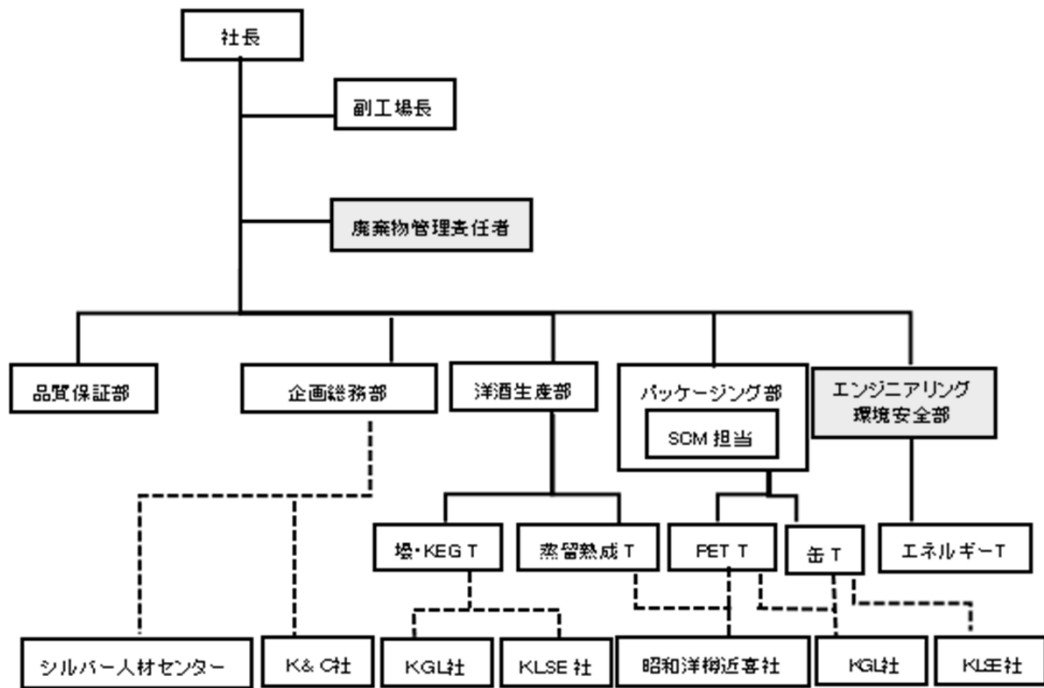 社長
副工場長
廃棄物管理責任者
品質保証部
企画総務部
洋酒生産部
パッケージング部
SCM 担当
エンジニアリング
環境安全部
壜・KEG T
蒸留熟成 T
PET T
缶 T
エネルギーT
シルバー人材センター
K& C社
KGL社
KLSE 社
昭和洋樽近喜社
KGL社
KLSE社